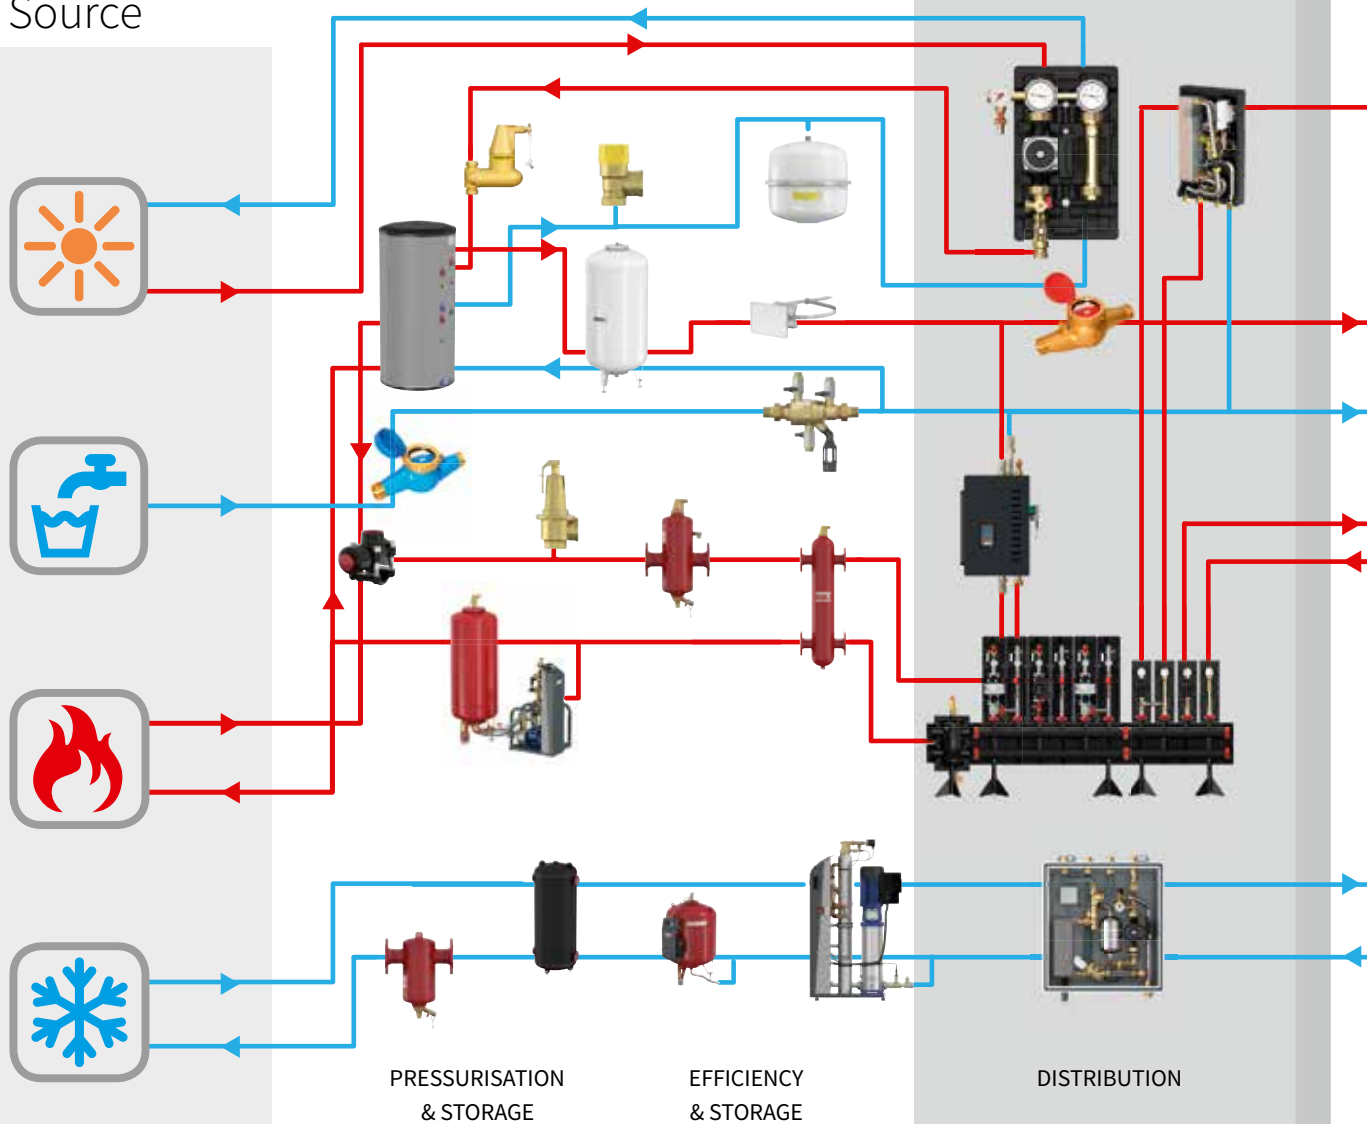 Source
PRESSURISATION
& STORAGE
EFFICIENCY
& STORAGE
DISTRIBUTION